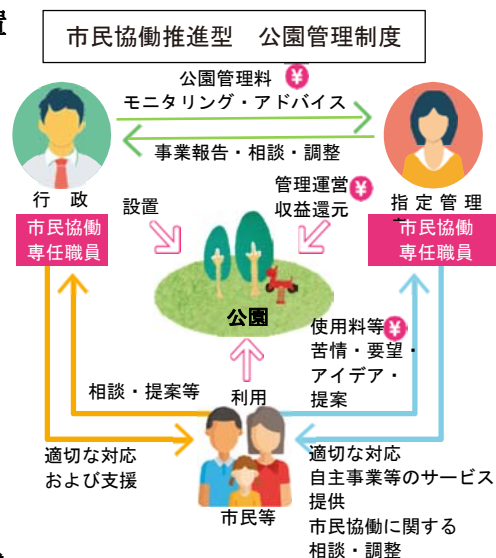 置
市民協働推進型 公園管理制度
公園管理料 ¥
モニタリング・アドバイス
事業報告・相談・調整
行 政
市民協働
専任職員
設置
管理運営 ¥
収益還元
指定管理
市民協働
専任職員
公園
使用料等 ¥
苦情・要望・
アイデア・
提案
相談・提案等
利用
適切な対応
および支援
市民等
適切な対応
自主事業等のサービス
提供
市民協働に関する
相談・調整